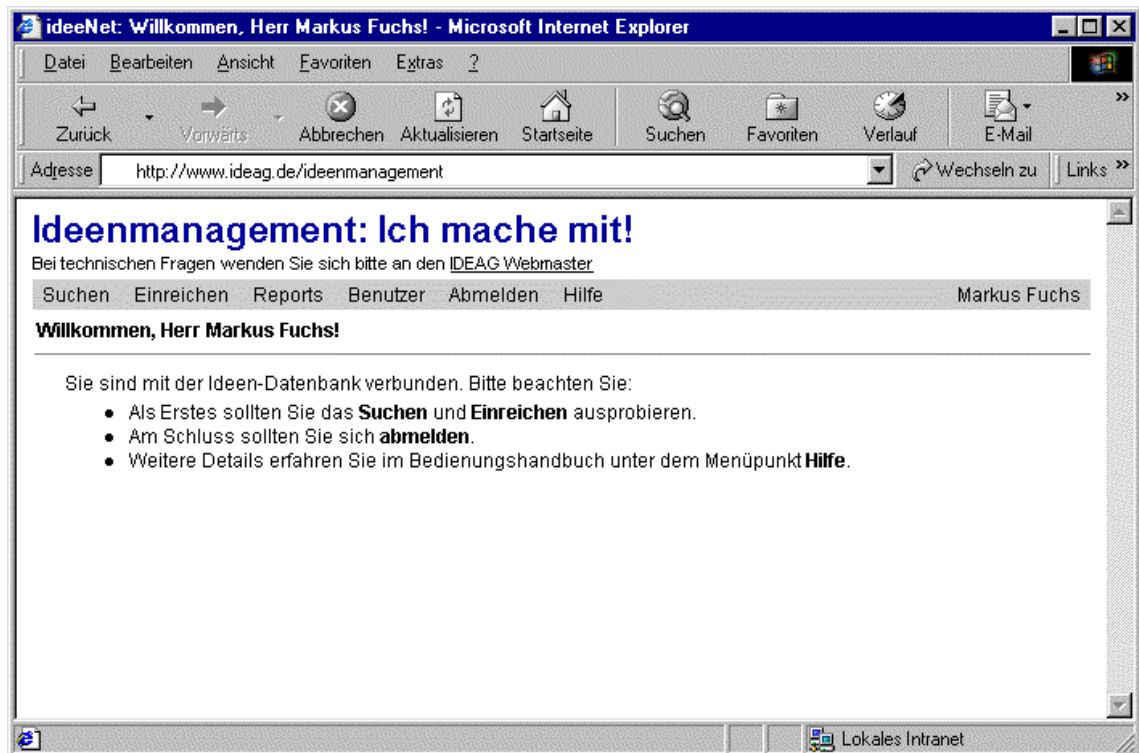 ideeNet: Willkommen, Herr Markus Fuchs! - Microsoft Internet Explorer
Datei Bearbeiten Ansicht Favoriten Extras ?
Zurück Vorwärts Abbrechen Aktualisieren Startseite Suchen Favoriten Verlauf E-Mail »
Adresse http://www.ideag.de/ideenmanagement Wechseln zu Links »
Ideenmanagement: Ich mache mit!
Bei technischen Fragen wenden Sie sich bitte an den IDEAG Webmaster
Suchen Einreichen Reports Benutzer Abmelden Hilfe Markus Fuchs
Willkommen, Herr Markus Fuchs!
Sie sind mit der Ideen-Datenbank verbunden. Bitte beachten Sie:
• Als Erstes sollten Sie das Suchen und Einreichen ausprobieren.
• Am Schluss sollten Sie sich abmelden.
• Weitere Details erfahren Sie im Bedienungshandbuch unter dem Menüpunkt Hilfe.
Lokales Intranet